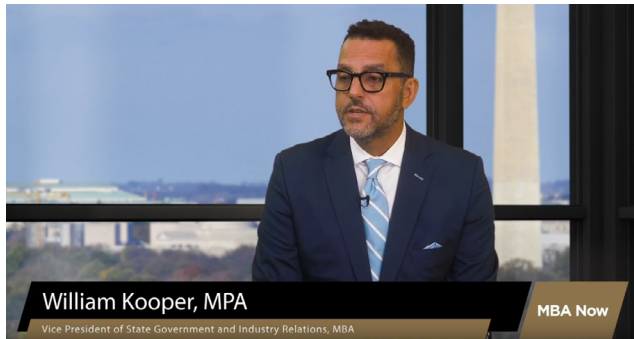 William Kooper, MPA
Vice President of State Government and Industry Relations, MBA
MBA Now